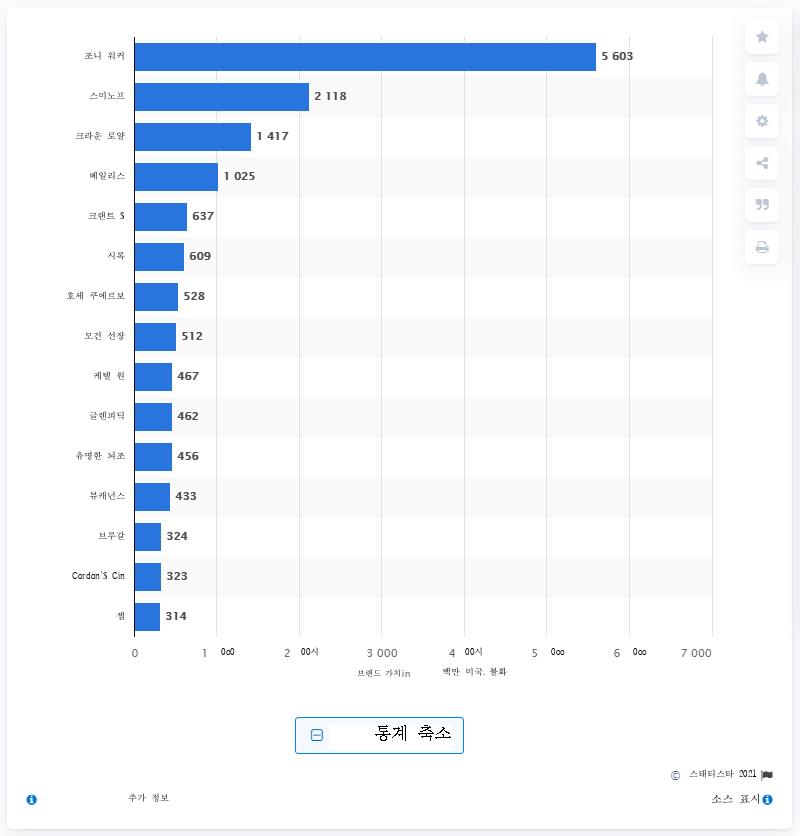 조니 워커 5 603
스미노프 2 118
크라운 로얄 1 417
베일리스 1 025
크랜트 S 637
시록 609
호세 쿠에르보 528
모건 선장 512
케텔 원 467
글렌피딕 462
유명한 뇌조 456
뷰캐넌스 433
브루갈 324
Gordon'S Gin 323
젬 314
0 1 000 2 00시 3 000 4 00시 5 000 6 000 7 000
브랜드 가치in 백만 미국. 불화
통계 축소
© 스태티스타 2021
추가 정보 소스 표시